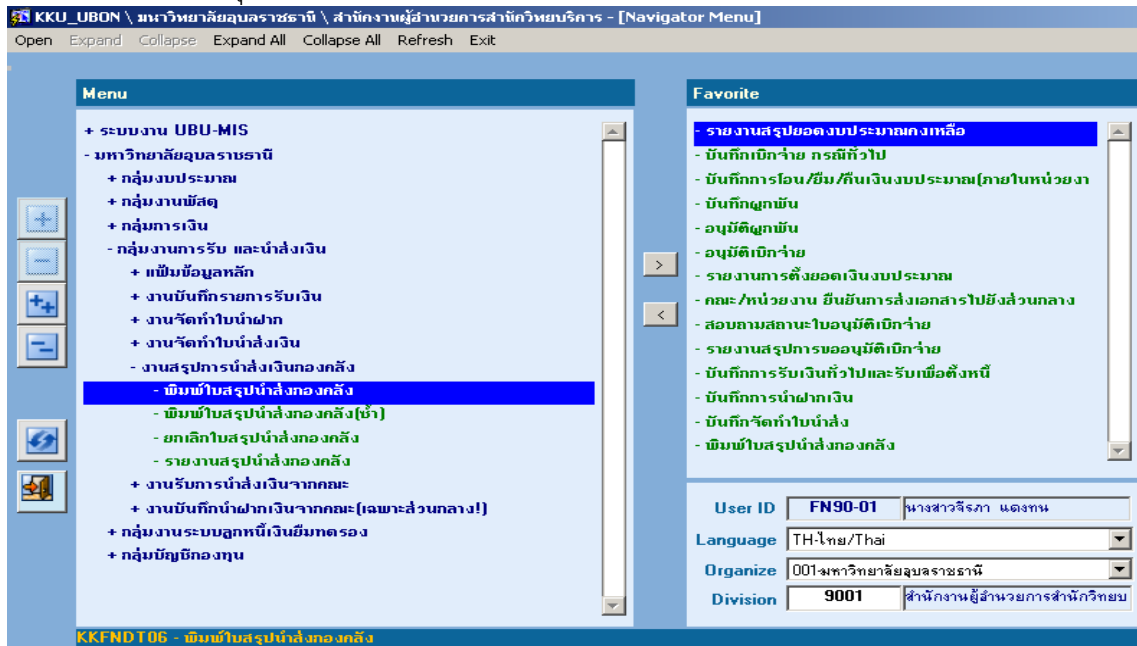 KKU_UBON \ มหาวิทยาลัยอุบลราชธานี \ สำนักงานผู้อำนวยการสำนักวิทยบริการ - [Navigator Menu]
Open Expand Collapse Expand All Collapse All Refresh Exit
Menu
+ ระบบงาน UBU-MIS
- มหาวิทยาลัยอุบลราชธานี
+ กลุ่มงบประมาณ
+ กลุ่มงานพัสดุ
+ กลุ่มการเงิน
- กลุ่มงานการรับ และนำส่งเงิน
+ แฟ้มข้อมูลหลัก
+ งานบันทึกรายการรับเงิน
+ งานจัดทำใบนำฝาก
+ งานจัดทำใบนำส่งเงิน
- งานสรุปการนำส่งเงินกองคลัง
- พิมพ์ใบสรุปนำส่งกองคลัง
- พิมพ์ใบสรุปนำส่งกองคลัง(ซ้ำ)
- ยกเลิกใบสรุปนำส่งกองคลัง
- รายงานสรุปนำส่งกองคลัง
+ งานรับการนำส่งเงินจากคณะ
+ งานบันทึกนำฝากเงินจากคณะ(เฉพาะส่วนกลาง!)
+ กลุ่มงานระบบลูกหนี้เงินยืมทดรอง
+ กลุ่มบัญชีกองทุน
>
<
Favorite
- รายงานสรุปยอดงบประมาณคงเหลือ
- บันทึกเบิกจ่าย กรณีทั่วไป
- บันทึกการโอน/ยืม/คืนเงินงบประมาณ(ภายในหน่วยงา
- บันทึกผูกพัน
- อนุมัติผูกพัน
- อนุมัติเบิกจ่าย
- รายงานการตั้งยอดเงินงบประมาณ
- คณะ/หน่วยงาน ยืนยันการส่งเอกสารไปยังส่วนกลาง
- สอบถามสถานะใบอนุมัติเบิกจ่าย
- รายงานสรุปการขออนุมัติเบิกจ่าย
- บันทึกการรับเงินทั่วไปและรับเพื่อตั้งหนี้
- บันทึกการนำฝากเงิน
- บันทึกจัดทำใบนำส่ง
- พิมพ์ใบสรุปนำส่งกองคลัง
User ID FN90-01 นางสาวจีรภา แดงทน
Language TH-ไทย/Thai
Organize 001-มหาวิทยาลัยอุบลราชธานี
Division 9001 สำนักงานผู้อำนวยการสำนักวิทยบ
KKFNDT06 - พิมพ์ใบสรุปนำส่งกองคลัง